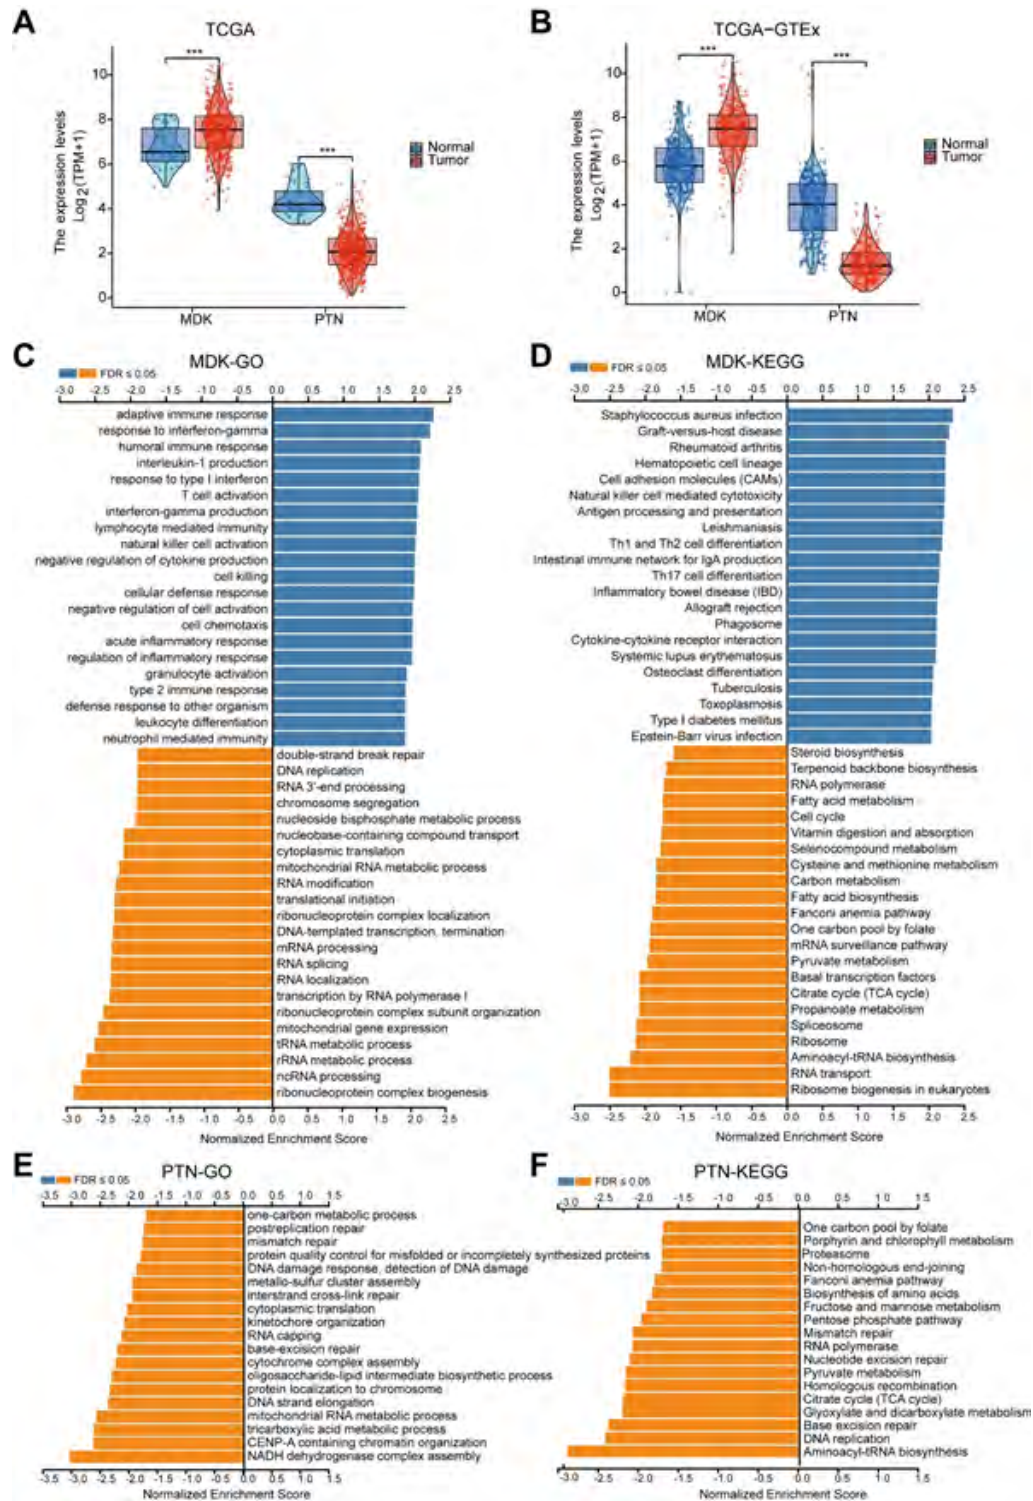 A
TCGA
***
***
The expression levels
Log2(TPM+1)
10
8
6
4
2
0
MDK
PTN
Normal
Tumor
B
TCGA-GTEx
***
***
The expression levels
Log2(TPM+1)
10
8
6
4
2
0
MDK
PTN
Normal
Tumor
C
MDK-GO
FDR ≤ 0.05
-3.0 -2.5 -2.0 -1.5 -1.0 -0.5 0.0 0.5 1.0 1.5 2.0 2.5
adaptive immune response
response to interferon-gamma
humoral immune response
interleukin-1 production
response to type I interferon
T cell activation
interferon-gamma production
lymphocyte mediated immunity
natural killer cell activation
negative regulation of cytokine production
cell killing
cellular defense response
negative regulation of cell activation
cell chemotaxis
acute inflammatory response
regulation of inflammatory response
granulocyte activation
type 2 immune response
defense response to other organism
leukocyte differentiation
neutrophil mediated immunity
double-strand break repair
DNA replication
RNA 3'-end processing
chromosome segregation
nucleoside bisphosphate metabolic process
nucleobase-containing compound transport
cytoplasmic translation
mitochondrial RNA metabolic process
RNA modification
translational initiation
ribonucleoprotein complex localization
DNA-templated transcription, termination
mRNA processing
RNA splicing
RNA localization
transcription by RNA polymerase I
ribonucleoprotein complex subunit organization
mitochondrial gene expression
tRNA metabolic process
rRNA metabolic process
ncRNA processing
ribonucleoprotein complex biogenesis
-3.0 -2.5 -2.0 -1.5 -1.0 -0.5 0.0 0.5 1.0 1.5 2.0 2.5
Normalized Enrichment Score
D
MDK-KEGG
FDR ≤ 0.05
-3.0 -2.5 -2.0 -1.5 -1.0 -0.5 0.0 0.5 1.0 1.5 2.0 2.5
Staphylococcus aureus infection
Graft-versus-host disease
Rheumatoid arthritis
Hematopoietic cell lineage
Cell adhesion molecules (CAMs)
Natural killer cell mediated cytotoxicity
Antigen processing and presentation
Leishmaniasis
Th1 and Th2 cell differentiation
Intestinal immune network for IgA production
Th17 cell differentiation
Inflammatory bowel disease (IBD)
Allograft rejection
Phagosome
Cytokine-cytokine receptor interaction
Systemic lupus erythematosus
Osteoclast differentiation
Tuberculosis
Toxoplasmosis
Type I diabetes mellitus
Epstein-Barr virus infection
Steroid biosynthesis
Terpenoid backbone biosynthesis
RNA polymerase
Fatty acid metabolism
Cell cycle
Vitamin digestion and absorption
Selenocompound metabolism
Cysteine and methionine metabolism
Carbon metabolism
Fatty acid biosynthesis
Fanconi anemia pathway
One carbon pool by folate
mRNA surveillance pathway
Pyruvate metabolism
Basal transcription factors
Citrate cycle (TCA cycle)
Propanoate metabolism
Spliceosome
Ribosome
Aminoacyl-tRNA biosynthesis
RNA transport
Ribosome biogenesis in eukaryotes
-3.0 -2.5 -2.0 -1.5 -1.0 -0.5 0.0 0.5 1.0 1.5 2.0 2.5
Normalized Enrichment Score
E
PTN-GO
FDR ≤ 0.05
-3.5 -3.0 -2.5 -2.0 -1.5 -1.0 -0.5 0.0 0.5 1.0 1.5
one-carbon metabolic process
postreplication repair
mismatch repair
protein quality control for misfolded or incompletely synthesized proteins
DNA damage response, detection of DNA damage
metallo-sulfur cluster assembly
interstrand cross-link repair
cytoplasmic translation
kinetochore organization
RNA capping
base-excision repair
cytochrome complex assembly
oligosaccharide-lipid intermediate biosynthetic process
protein localization to chromosome
DNA strand elongation
mitochondrial RNA metabolic process
tricarboxylic acid metabolic process
CENP-A containing chromatin organization
NADH dehydrogenase complex assembly
-3.5 -3.0 -2.5 -2.0 -1.5 -1.0 -0.5 0.0 0.5 1.0 1.5
Normalized Enrichment Score
F
PTN-KEGG
FDR ≤ 0.05
-3.0 -2.5 -2.0 -1.5 -1.0 -0.5 0.0 0.5 1.0 1.5
One carbon pool by folate
Porphyrin and chlorophyll metabolism
Proteasome
Non-homologous end-joining
Fanconi anemia pathway
Biosynthesis of amino acids
Fructose and mannose metabolism
Pentose phosphate pathway
Mismatch repair
RNA polymerase
Nucleotide excision repair
Pyruvate metabolism
Homologous recombination
Citrate cycle (TCA cycle)
Glyoxylate and dicarboxylate metabolism
Base excision repair
DNA replication
Aminoacyl-tRNA biosynthesis
-3.0 -2.5 -2.0 -1.5 -1.0 -0.5 0.0 0.5 1.0 1.5
Normalized Enrichment Score